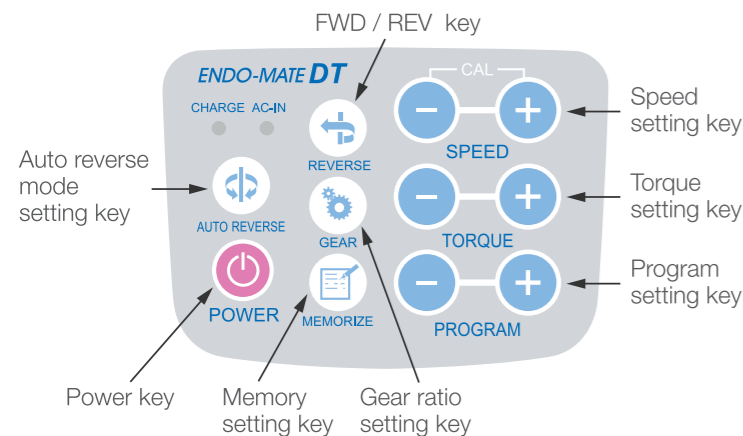 FWD / REV key
ENDO-MATE DT
CAL
CHARGE AC-IN
Speed
setting key
REVERSE
SPEED
Auto reverse
mode
setting key
Torque
setting key
AUTO REVERSE
GEAR
TORQUE
Program
setting key
POWER
MEMORIZE
PROGRAM
Power key
Memory
setting key
Gear ratio
setting key